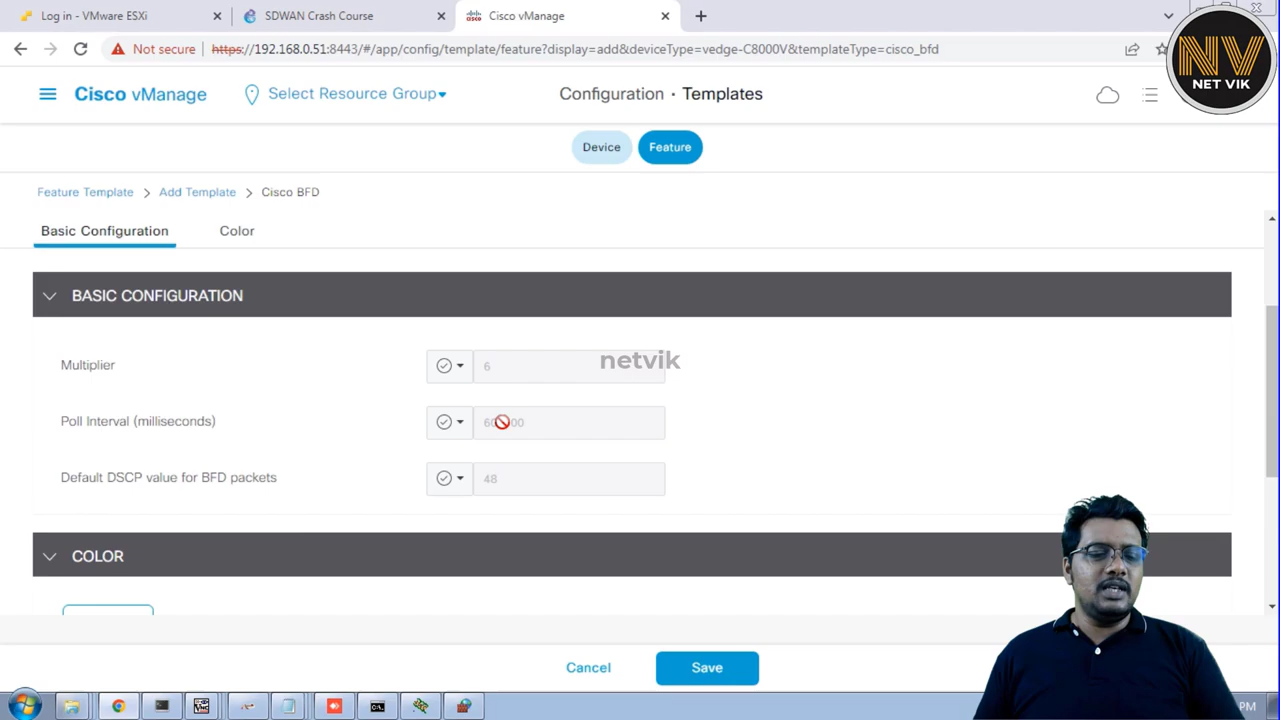 Log in - VMware ESXi
SDWAN Crash Course
Cisco vManage
Not secure
https://192.168.0.51:8443/#/app/config/template/feature?display=add&deviceType=vedge-C8000V&templateType=cisco_bfd
NV
NET VIK
Cisco vManage
Select Resource Group
Configuration · Templates
Device
Feature
Feature Template > Add Template > Cisco BFD
Basic Configuration
Color
BASIC CONFIGURATION
Multiplier
6
netvik
Poll Interval (milliseconds)
Default DSCP value for BFD packets
48
COLOR
Cancel
Save
PM